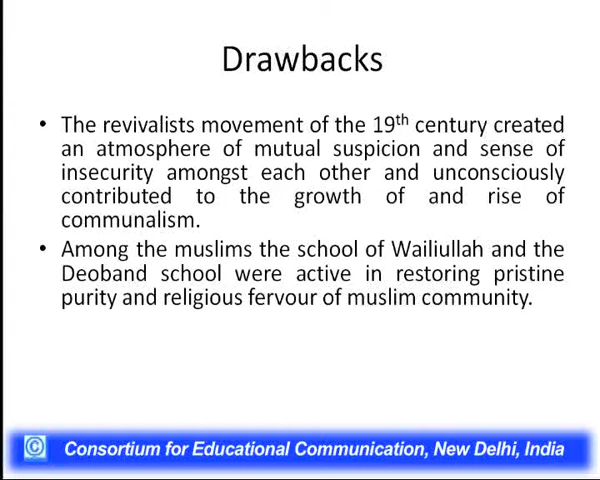 Drawbacks
• The revivalists movement of the 19th century created
an atmosphere of mutual suspicion and sense of
insecurity amongst each other and unconsciously
contributed to the growth of and rise of
communalism.
• Among the muslims the school of Wailiullah and the
Deoband school were active in restoring pristine
purity and religious fervour of muslim community.
© Consortium for Educational Communication, New Delhi, India